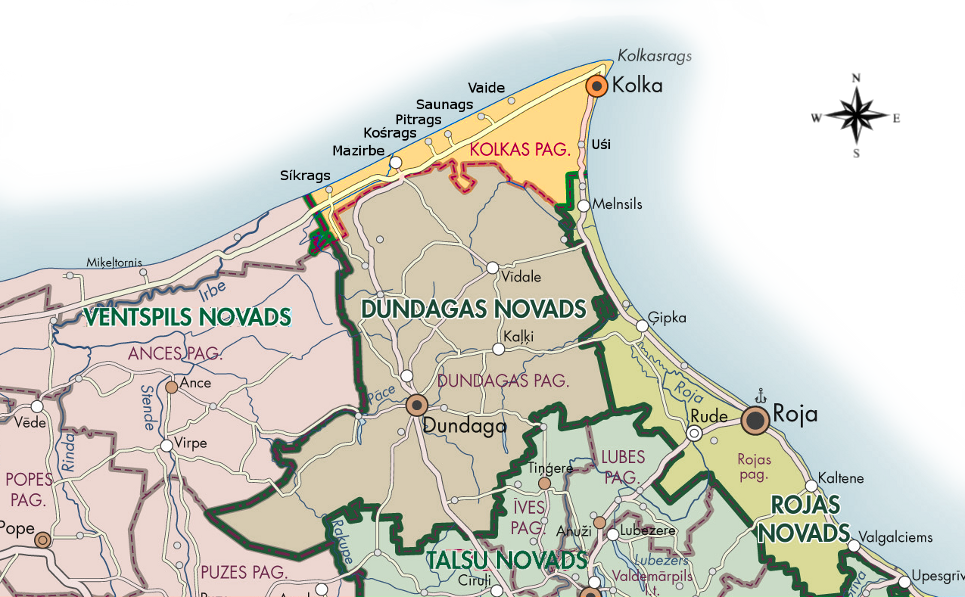 Kolkasrags
Kolka
N
W E
S
Vaide
Saunags
Pitrags
Kośrags
Mazirbe
KOLKAS PAG.
Uši
Síkrags
Melnsils
Miķeļtornis
Irbe
Vidale
VENTSPILS NOVADS
DUNDAGAS NOVADS
Ģipka
Kaļķi
ANCES PAG.
Ance
DUNDAGAS PAG.
Pāce
Roja
Stende
Vēde
Dundaga
Rude
Roja
Rinda
Virpe
LUBES
PAG.
Rojas
pag.
Tiņģere
POPES
PAG.
Kaltene
ĪVES
PAG.
ROJAS
NOVADS
Pope
Rakupe
Anuži
Lubezere
Valgalciems
TALSU NOVADS
Lubezers
PUZES PAG.
Ciruļi
Valdemārpils
l.t.
Upesgrīv